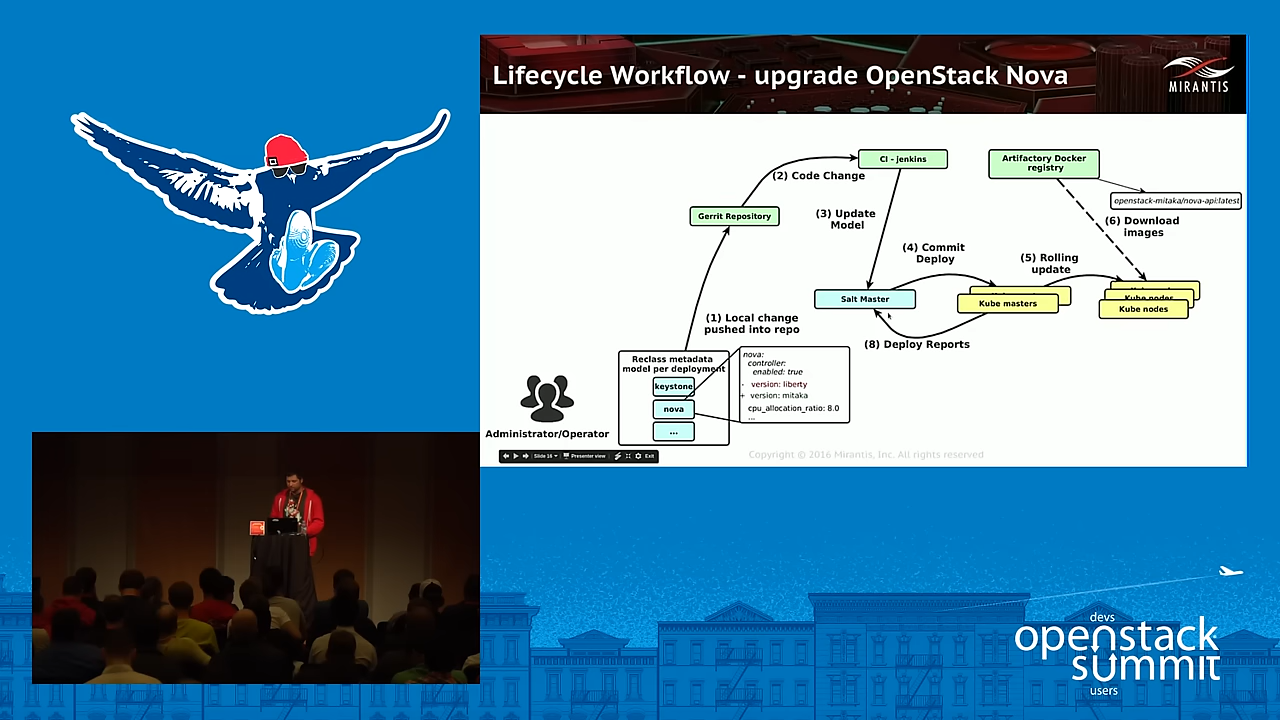 Lifecycle Workflow - upgrade OpenStack Nova
MIRANTIS
CI - jenkins
Artifactory Docker
registry
(2) Code Change
openstack-mitaka/nova-api:latest
Gerrit Repository
(3) Update
Model
(6) Download
images
(4) Commit
Deploy
(5) Rolling
update
Salt Master
Kube masters
Kube nodes
Kube nodes
(1) Local change
pushed into repo
(8) Deploy Reports
Reclass metadata
model per deployment
keystone
nova
...
nova:
controller:
enabled: true
- version: liberty
+ version: mitaka
cpu_allocation_ratio: 8.0
...
Administrator/Operator
Slide 16
Presenter view
Exit
Copyright © 2016 Mirantis, Inc. All rights reserved
devs
openstack
summit
users